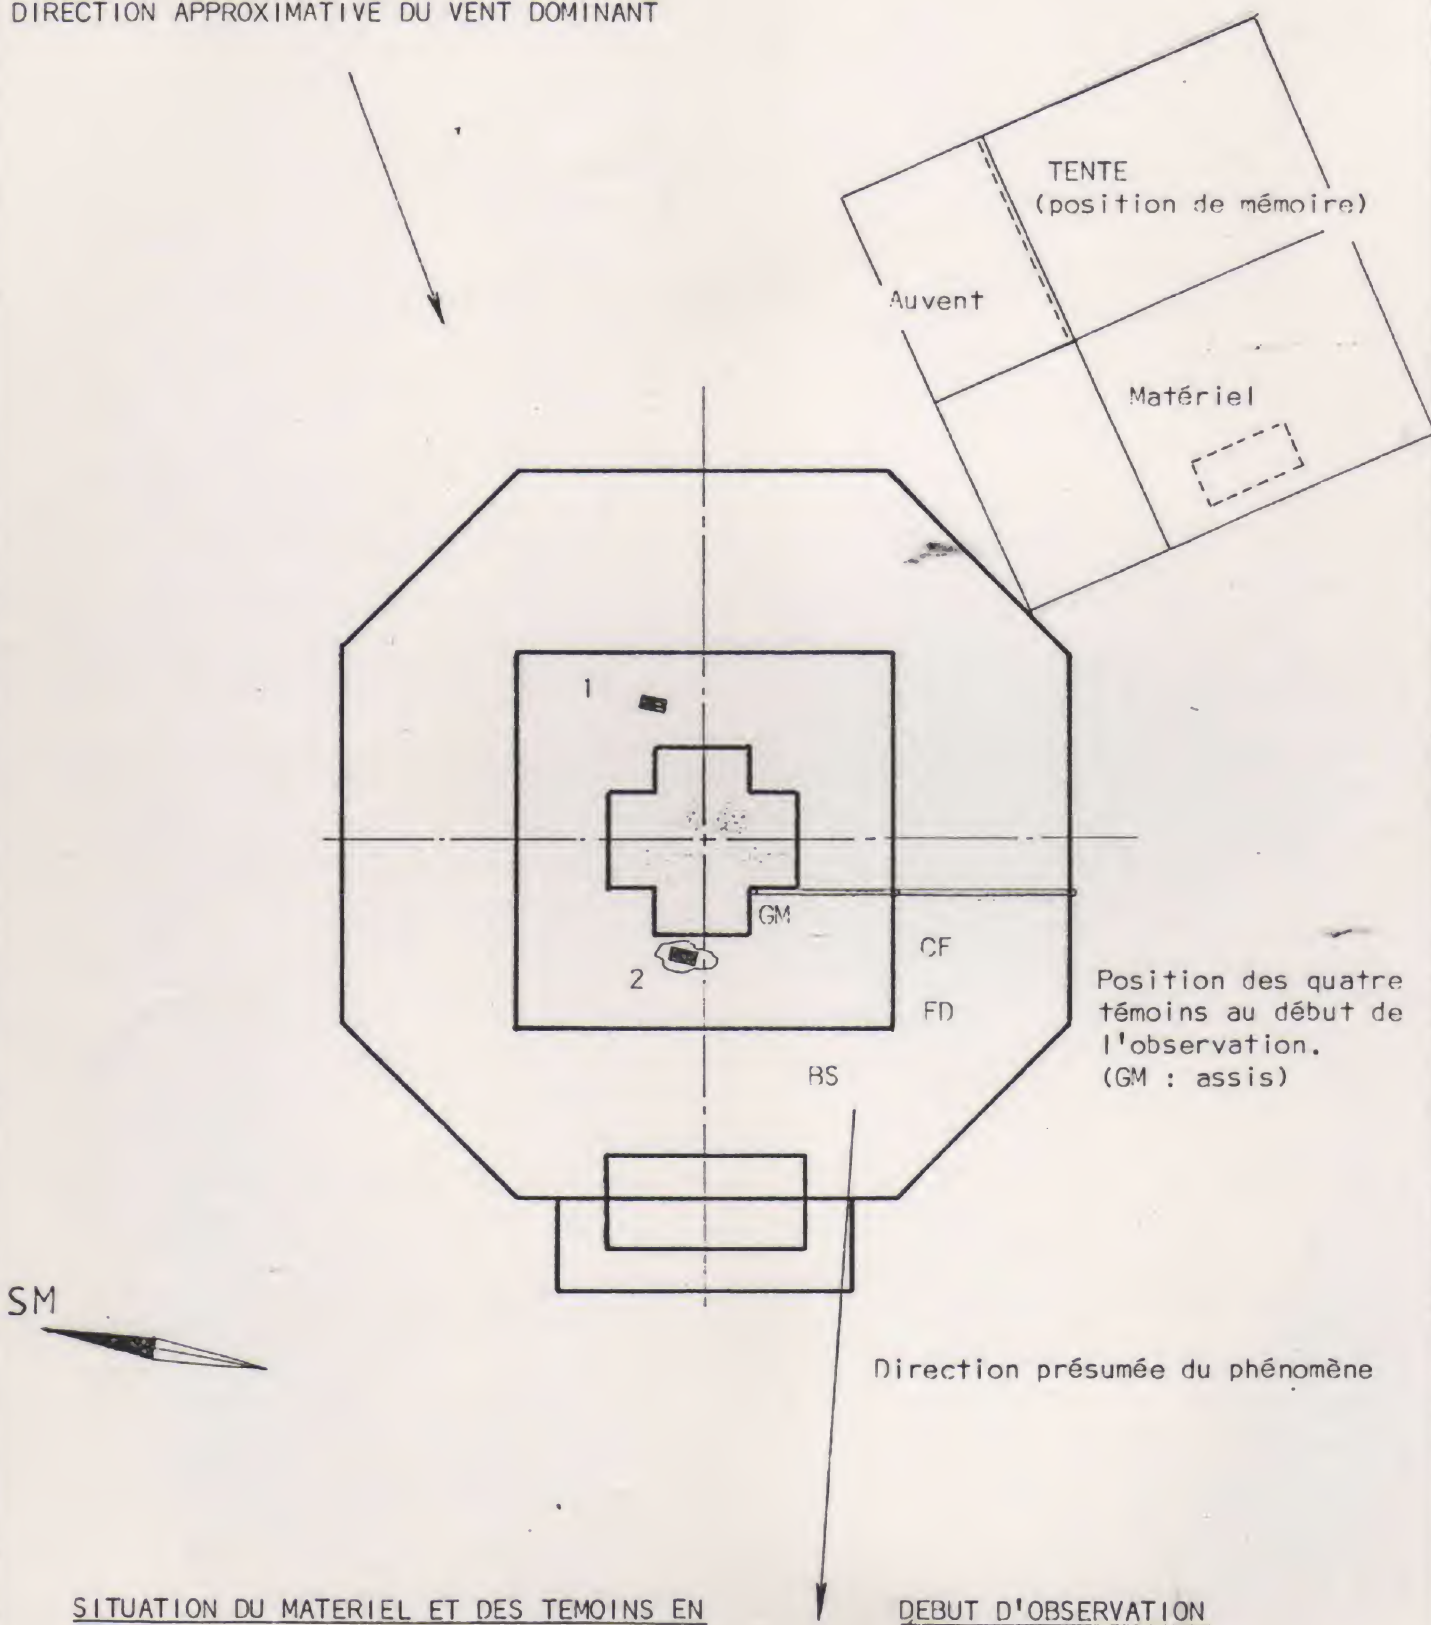 DIRECTION APPROXIMATIVE DU VENT DOMINANT
TENTE
(position de mémoire)
Auvent
Matériel
1
GM
CF
2
FD
Position des quatre
témoins au début de
l'observation.
(GM : assis)
BS
SM
Direction présumée du phénomène
SITUATION DU MATERIEL ET DES TEMOINS EN DEBUT D'OBSERVATION